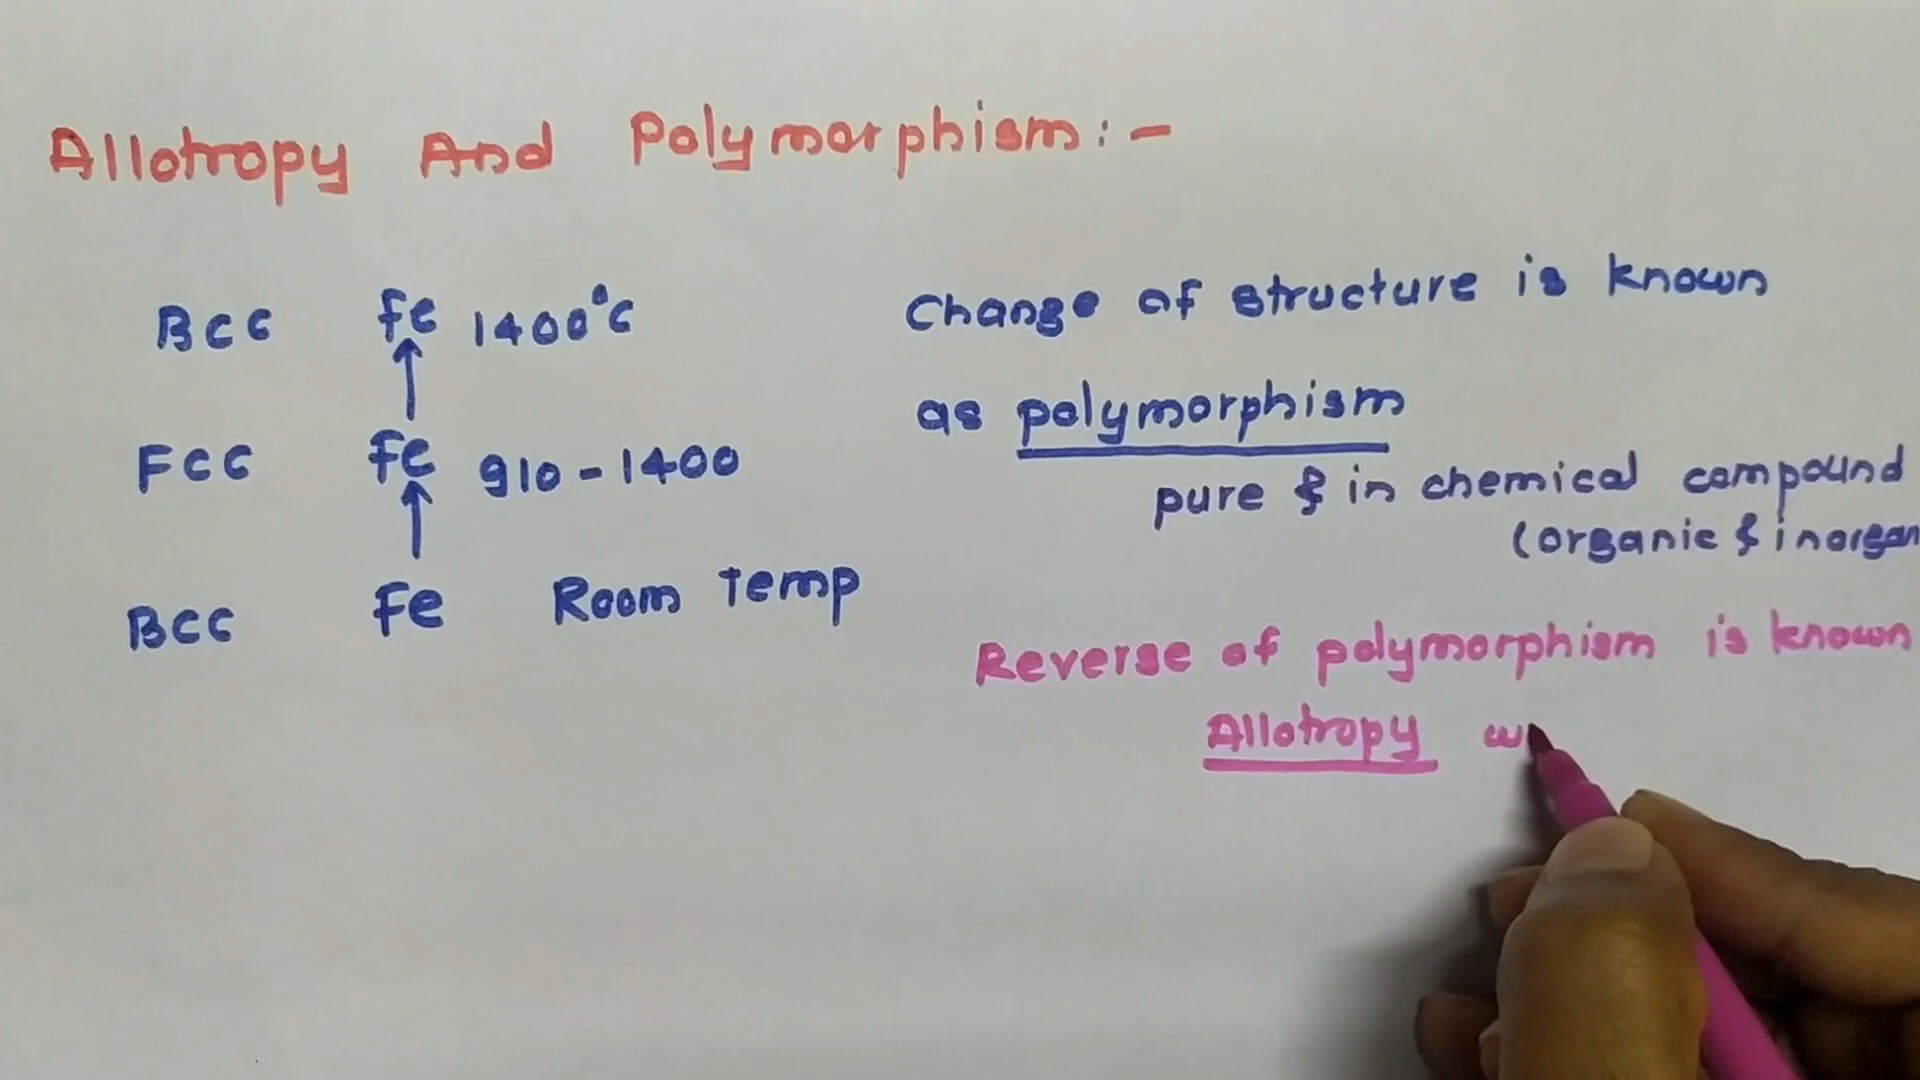 Allotropy And Polymorphism:-
BCC Fe 1400°C
FCC Fe 910-1400
BCC Fe Room Temp
Change of structure is known
as polymorphism
pure & in chemical compound
(organic & inorgan
Reverse of polymorphism is known
Allotropy